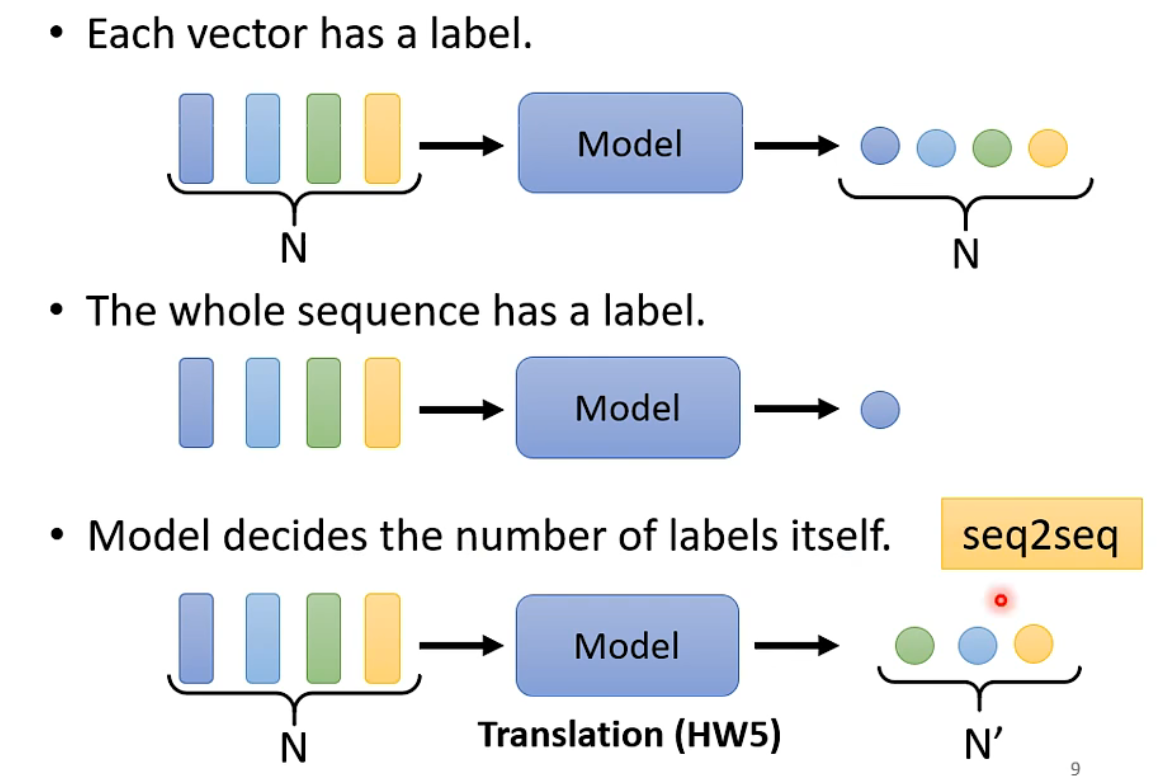 • Each vector has a label.
Model
N
N
• The whole sequence has a label.
Model
• Model decides the number of labels itself.
seq2seq
Model
N
Translation (HW5)
N’
9